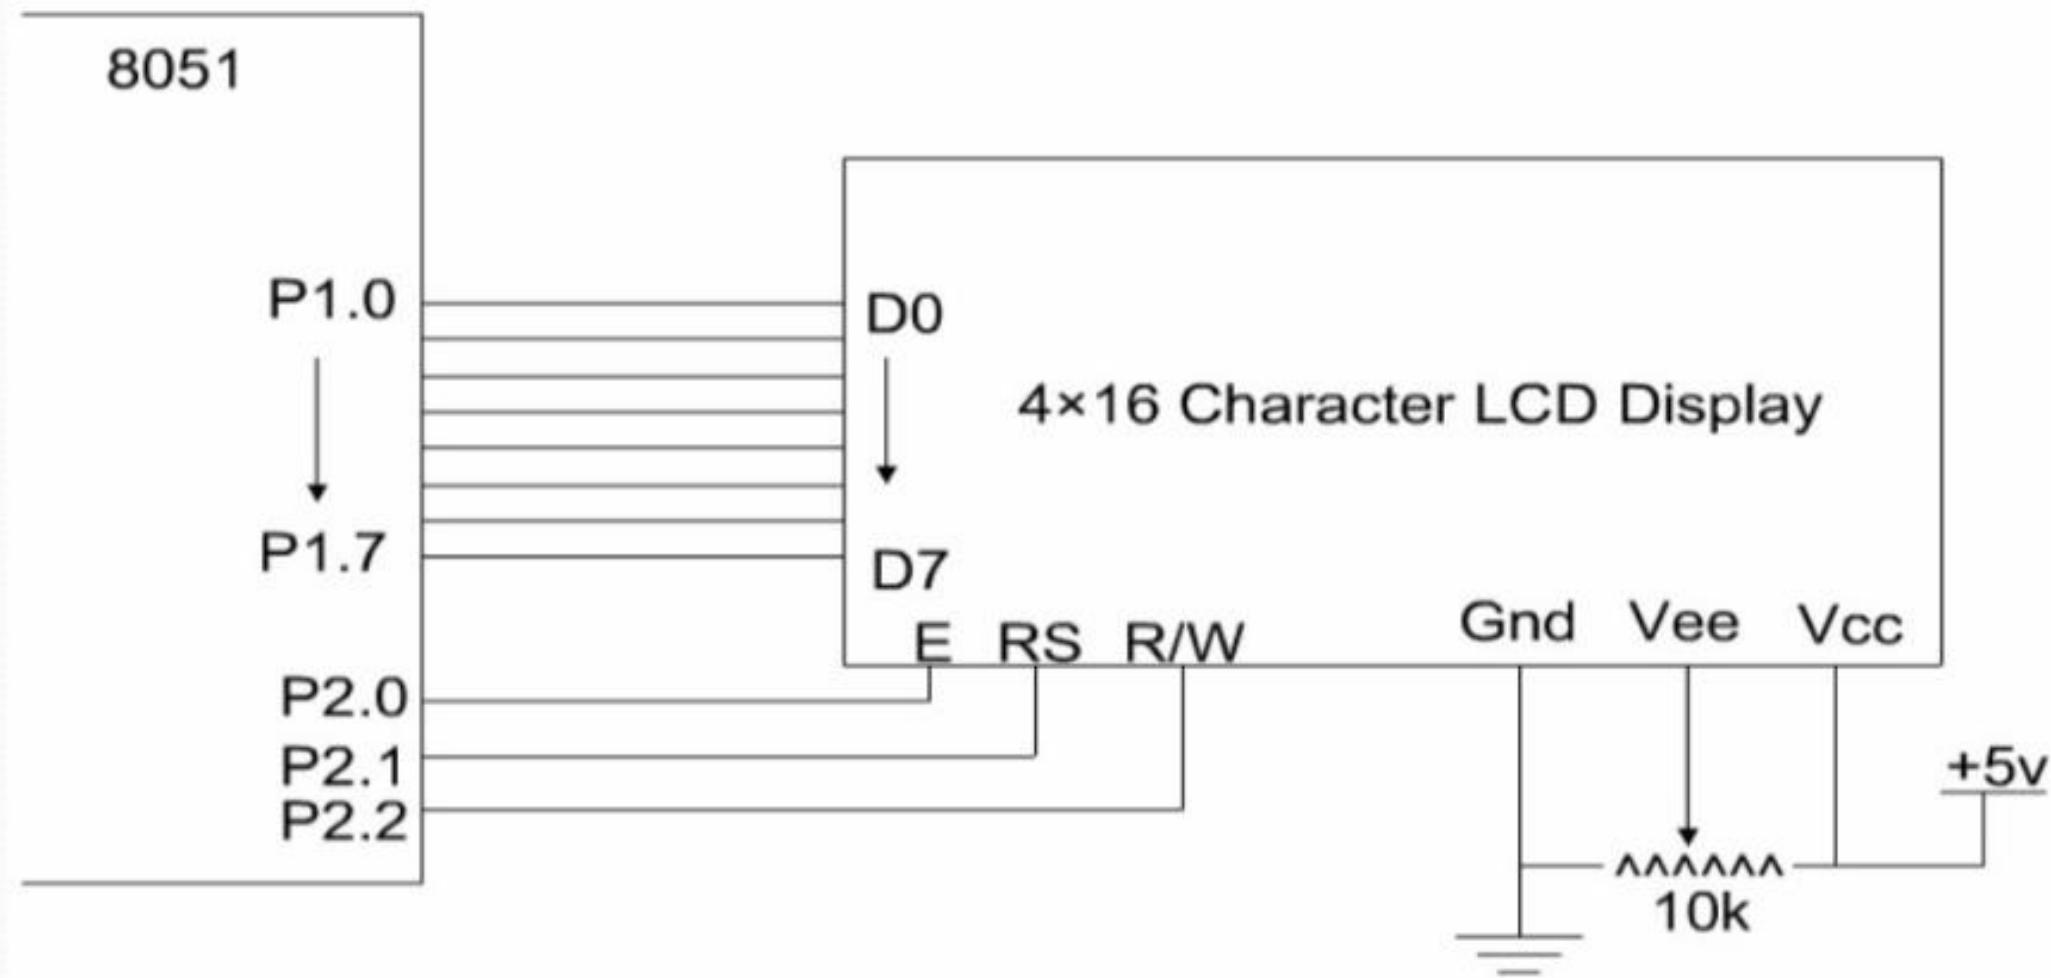 8051
P1.0
D0
4×16 Character LCD Display
P1.7
D7
E RS R/W
Gnd Vee Vcc
P2.0
P2.1
P2.2
+5v
10k